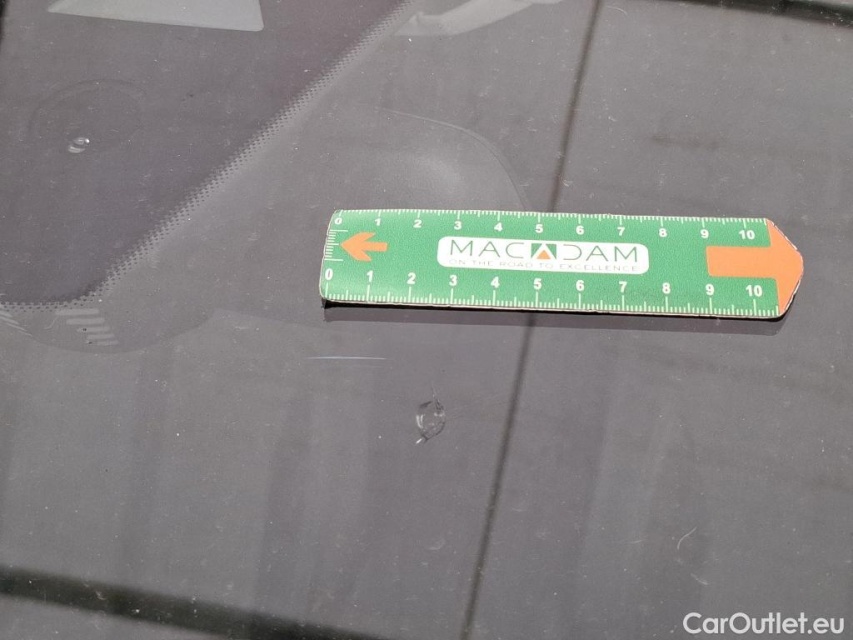 0 1 2 3 4 5 6 7 8 9 10
MACADAM
ON THE ROAD TO EXCELLENCE
0 1 2 3 4 5 6 7 8 9 10
CarOutlet.eu